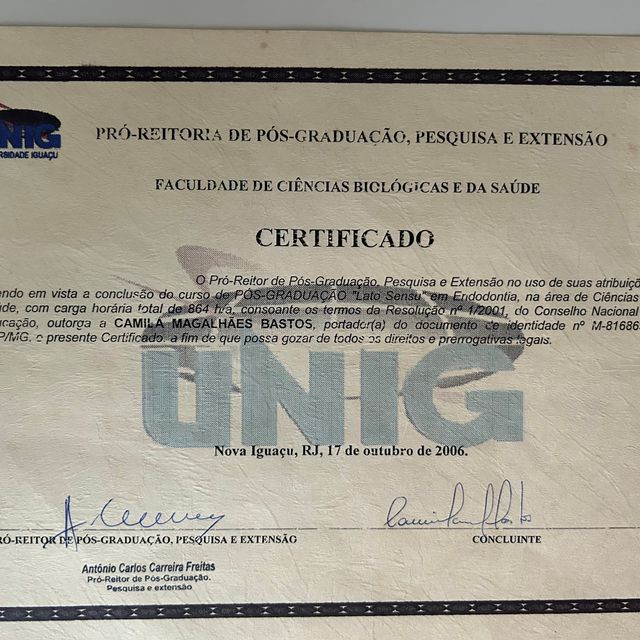 UNIG
PRÓ-REITORIA DE PÓS-GRADUAÇÃO, PESQUISA E EXTENSÃO
RSIDADE IGUAÇU
FACULDADE DE CIÊNCIAS BIOLÓGICAS E DA SAÚDE
CERTIFICADO
O Pró-Reitor de Pós-Graduação, Pesquisa e Extensão no uso de suas atribuiçõ
endo em vista a conclusão do curso de PÓS-GRADUAÇÃO "Lato Sensu" em Endodontia, na área de Ciências
úde, com carga horária total de 864 h/a, consoante os termos da Resolução nº 1/2001, do Conselho Nacional
ucação, outorga a CAMILA MAGALHÃES BASTOS, portador(a) do documento de identidade nº M-81686
P/MG, o presente Certificado, a fim de que possa gozar de todos os direitos e prerrogativas legais.
UNIG
Nova Iguaçu, RJ, 17 de outubro de 2006.
RÓ-REITOR DE PÓS-GRADUAÇÃO, PESQUISA E EXTENSÃO
CONCLUINTE
Antônio Carlos Carreira Freitas
Pró-Reitor de Pós-Graduação.
Pesquisa e extensão